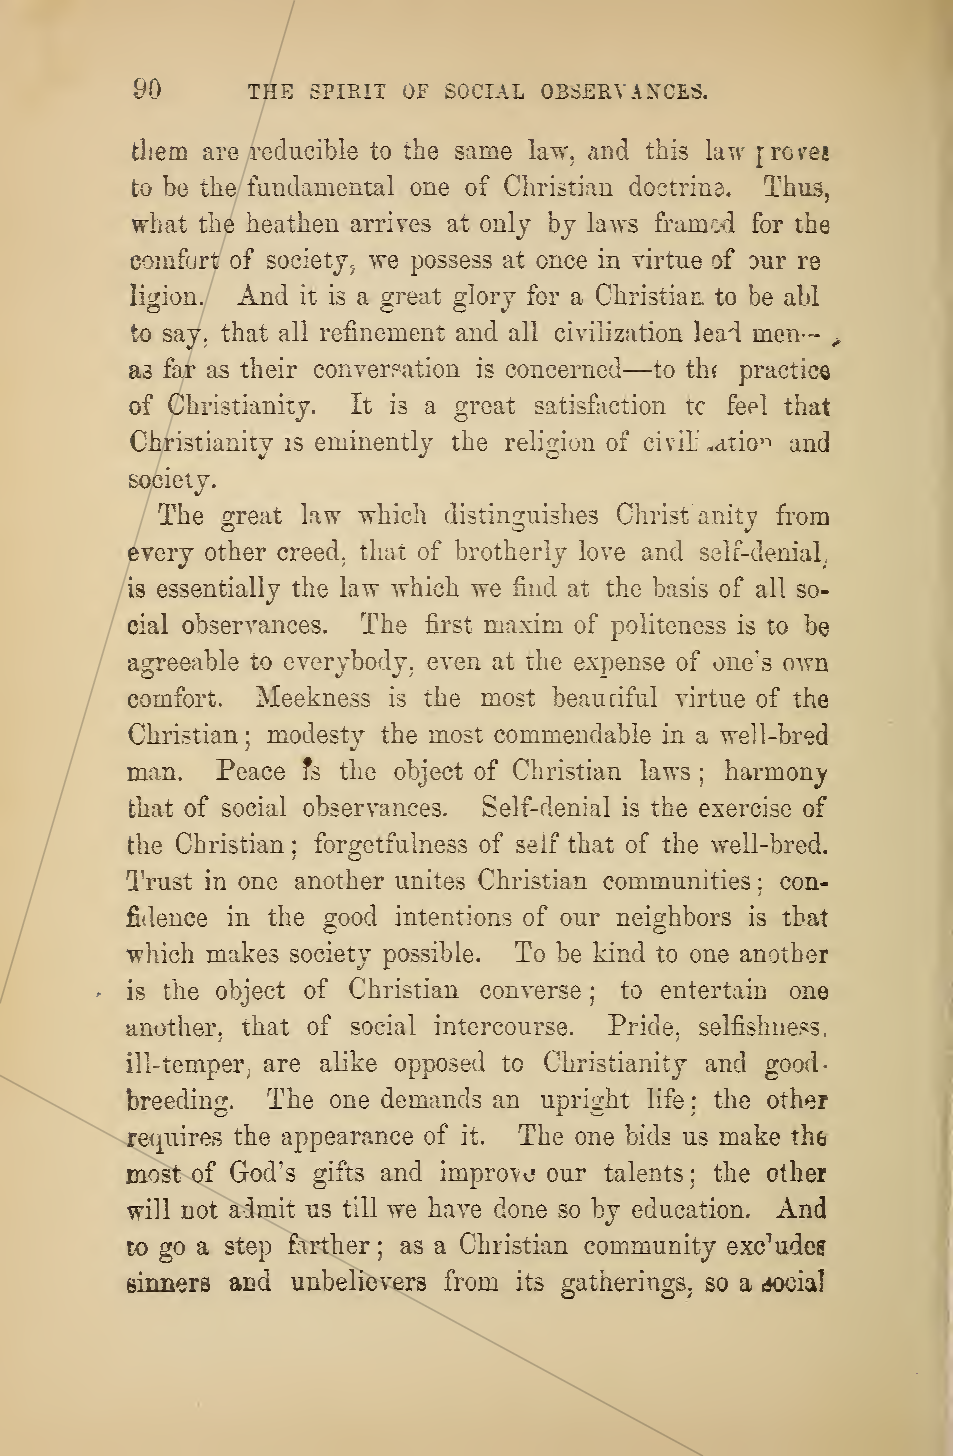 90 THE SPIRIT OF SOCIAL OBSERVANCES.
them are reducible to the same law, and this law proves
to be the fundamental one of Christian doctrine. Thus,
what the heathen arrives at only by laws framed for the
comfort of society, we possess at once in virtue of our re
ligion. And it is a great glory for a Christian to be abl
to say, that all refinement and all civilization lead men—
as far as their conversation is concerned—to the practice
of Christianity. It is a great satisfaction to feel that
Christianity is eminently the religion of civilization and
society.
The great law which distinguishes Christianity from
every other creed, that of brotherly love and self-denial,
is essentially the law which we find at the basis of all so-
cial observances. The first maxim of politeness is to be
agreeable to everybody, even at the expense of one's own
comfort. Meekness is the most beautiful virtue of the
Christian; modesty the most commendable in a well-bred
man. Peace is the object of Christian laws; harmony
that of social observances. Self-denial is the exercise of
the Christian; forgetfulness of self that of the well-bred.
Trust in one another unites Christian communities; con-
fidence in the good intentions of our neighbors is that
which makes society possible. To be kind to one another
is the object of Christian converse; to entertain one
another, that of social intercourse. Pride, selfishness,
ill-temper, are alike opposed to Christianity and good-
breeding. The one demands an upright life; the other
requires the appearance of it. The one bids us make the
most of God's gifts and improve our talents; the other
will not admit us till we have done so by education. And
to go a step farther; as a Christian community excludes
sinners and unbelievers from its gatherings, so a social